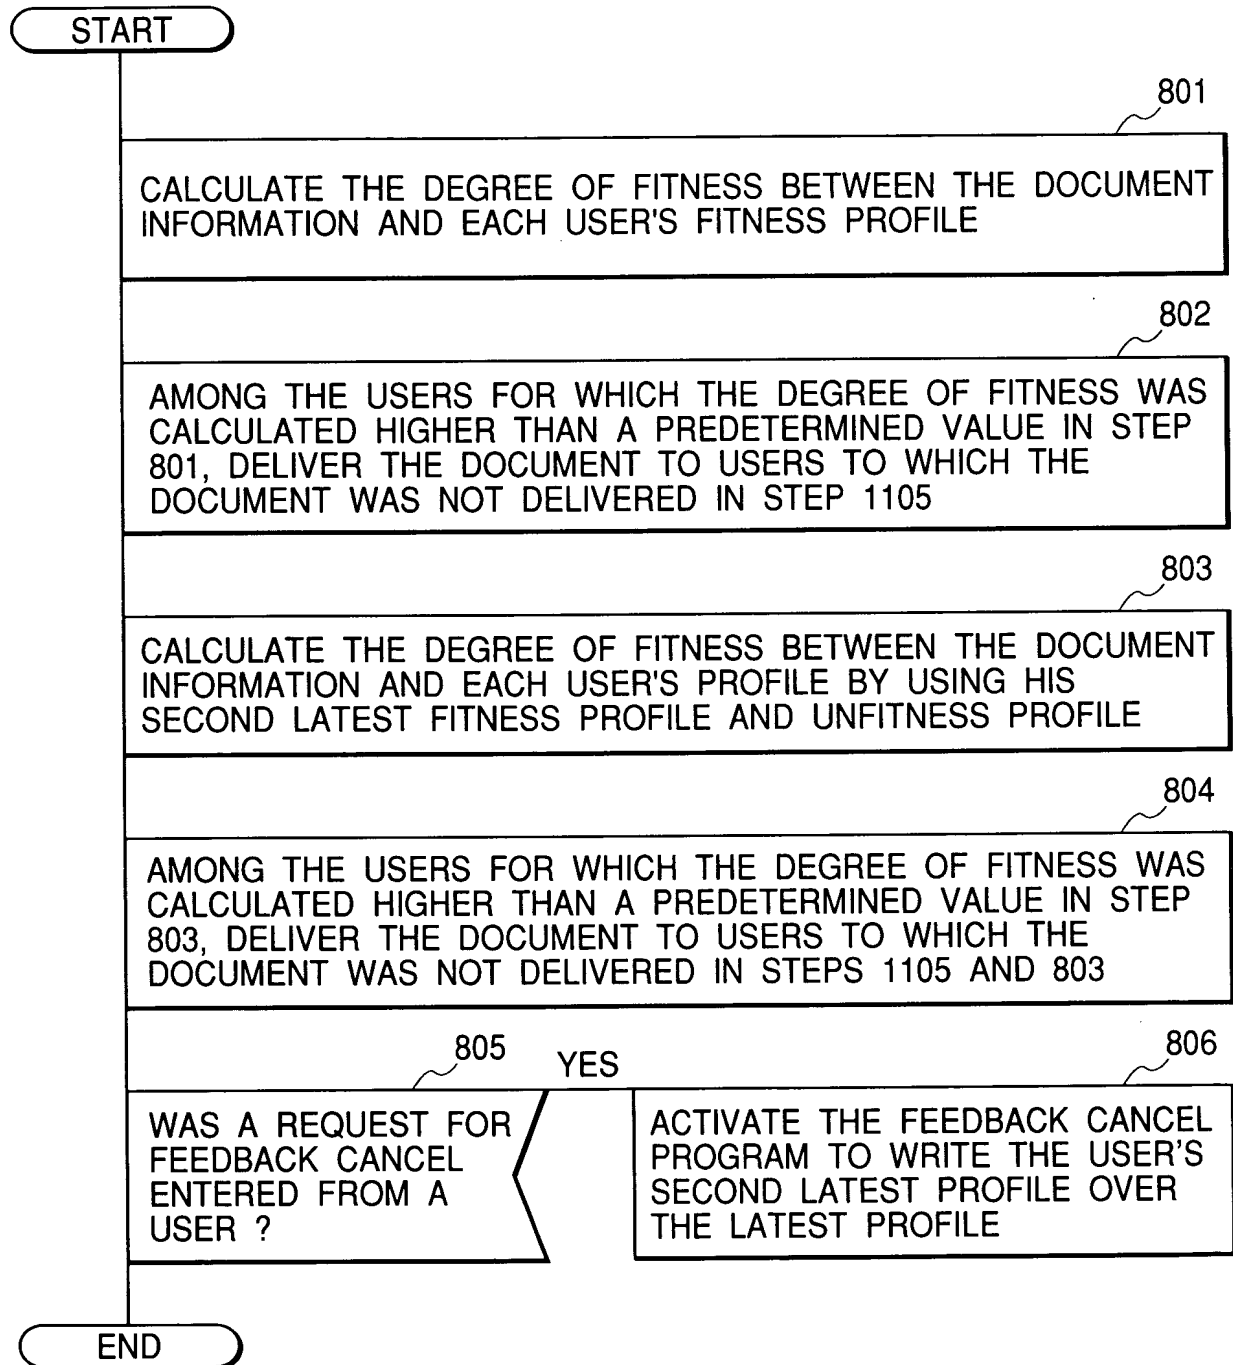 START
801
CALCULATE THE DEGREE OF FITNESS BETWEEN THE DOCUMENT
INFORMATION AND EACH USER'S FITNESS PROFILE
802
AMONG THE USERS FOR WHICH THE DEGREE OF FITNESS WAS
CALCULATED HIGHER THAN A PREDETERMINED VALUE IN STEP
801, DELIVER THE DOCUMENT TO USERS TO WHICH THE
DOCUMENT WAS NOT DELIVERED IN STEP 1105
803
CALCULATE THE DEGREE OF FITNESS BETWEEN THE DOCUMENT
INFORMATION AND EACH USER'S PROFILE BY USING HIS
SECOND LATEST FITNESS PROFILE AND UNFITNESS PROFILE
804
AMONG THE USERS FOR WHICH THE DEGREE OF FITNESS WAS
CALCULATED HIGHER THAN A PREDETERMINED VALUE IN STEP
803, DELIVER THE DOCUMENT TO USERS TO WHICH THE
DOCUMENT WAS NOT DELIVERED IN STEPS 1105 AND 803
805
WAS A REQUEST FOR
FEEDBACK CANCEL
ENTERED FROM A
USER ?
YES
806
ACTIVATE THE FEEDBACK CANCEL
PROGRAM TO WRITE THE USER'S
SECOND LATEST PROFILE OVER
THE LATEST PROFILE
END